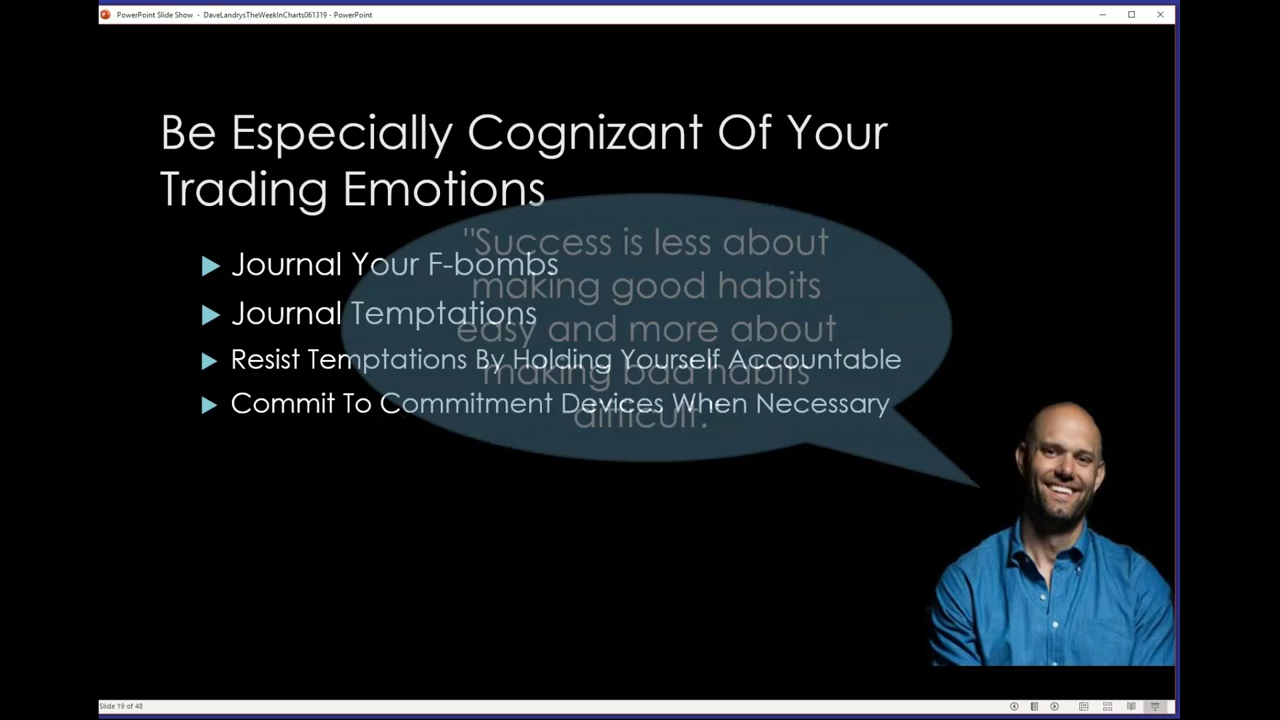 PowerPoint Slide Show - DaveLandrysTheWeekInCharts061319 - PowerPoint
Be Especially Cognizant Of Your
Trading Emotions
Journal Your F-bombs
Journal Temptations
Resist Temptations By Holding Yourself Accountable
Commit To Commitment Devices When Necessary
"Success is less about
making good habits
easy and more about
making bad habits
difficult."
Slide 19 of 48